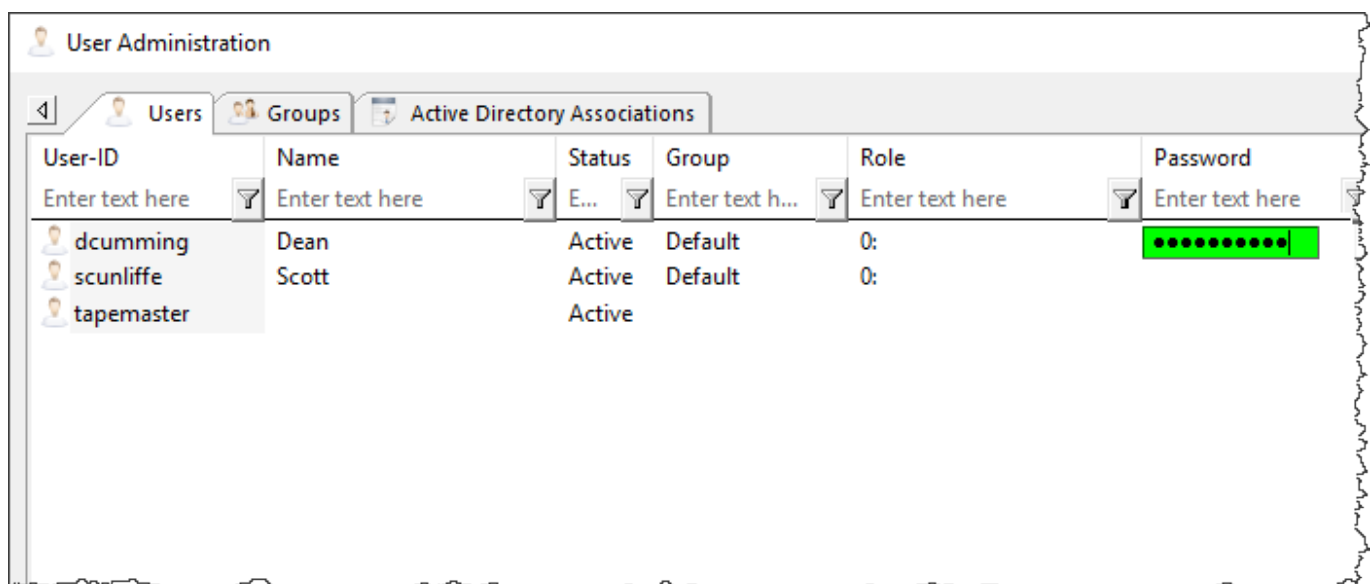 User Administration
Users Groups Active Directory Associations
User-ID Name Status Group Role Password
Enter text here Enter text here E... Enter text h... Enter text here Enter text here
dcumming Dean Active Default 0: ●●●●●●●●●●
scunliffe Scott Active Default 0:
tapemaster Active